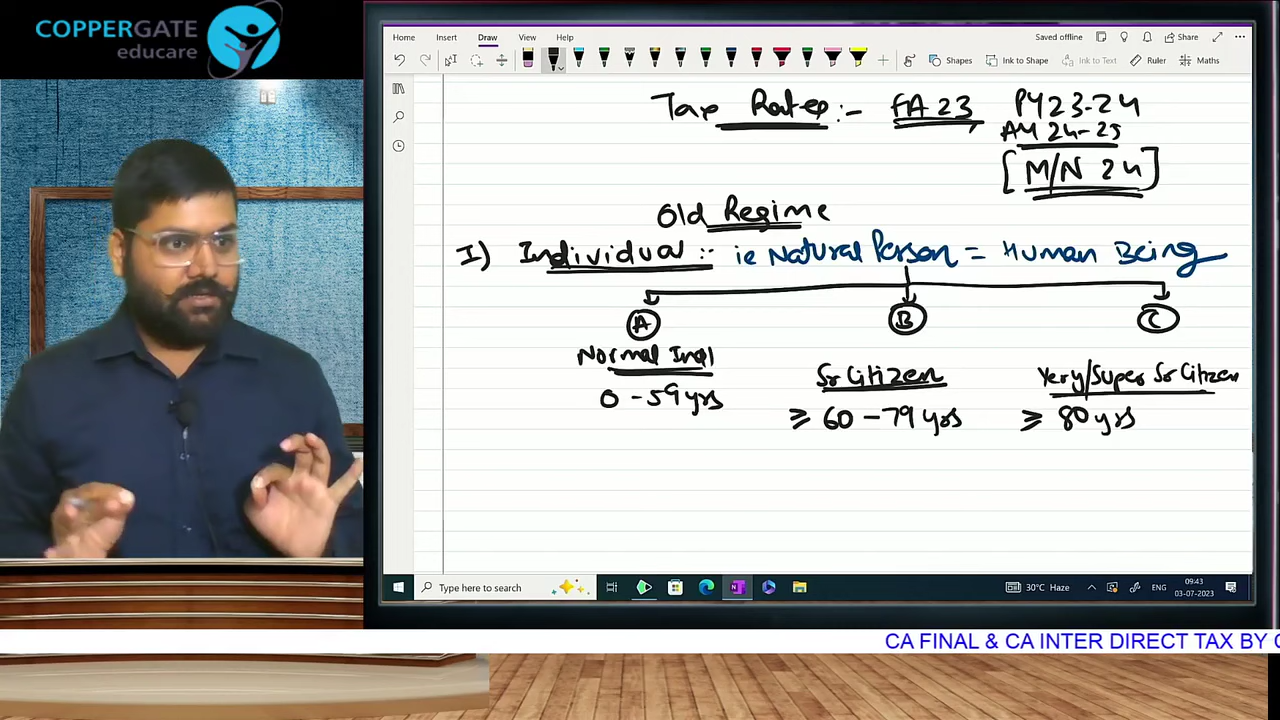 COPPERGATE
educare
Home Insert Draw View Help
Saved offline
Share
Shapes
Ink to Shape
Ink to Text
Ruler
Maths
Tax Rates :- FA 23 PY 23-24
AY 24-25
[M/N 24]
Old Regime
I) Individual :- ie Natural Person = Human Being
A B C
Normal Indl
0 - 59 yrs
Sr Citizen
≥ 60 - 79 yrs
Very/Super Sr Citizen
≥ 80 yrs
Type here to search
30°C Haze
ENG
09:43
03-07-2023
CA FINAL & CA INTER DIRECT TAX BY